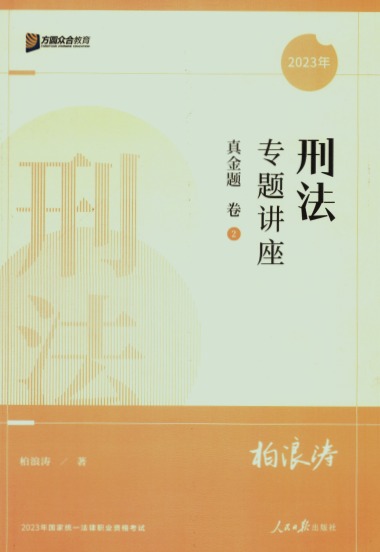 方圆众合教育
2023年
刑法
专题讲座
真金题 卷2
刑法
柏浪涛
柏浪涛 / 著
2023年国家统一法律职业资格考试
人民日报出版社